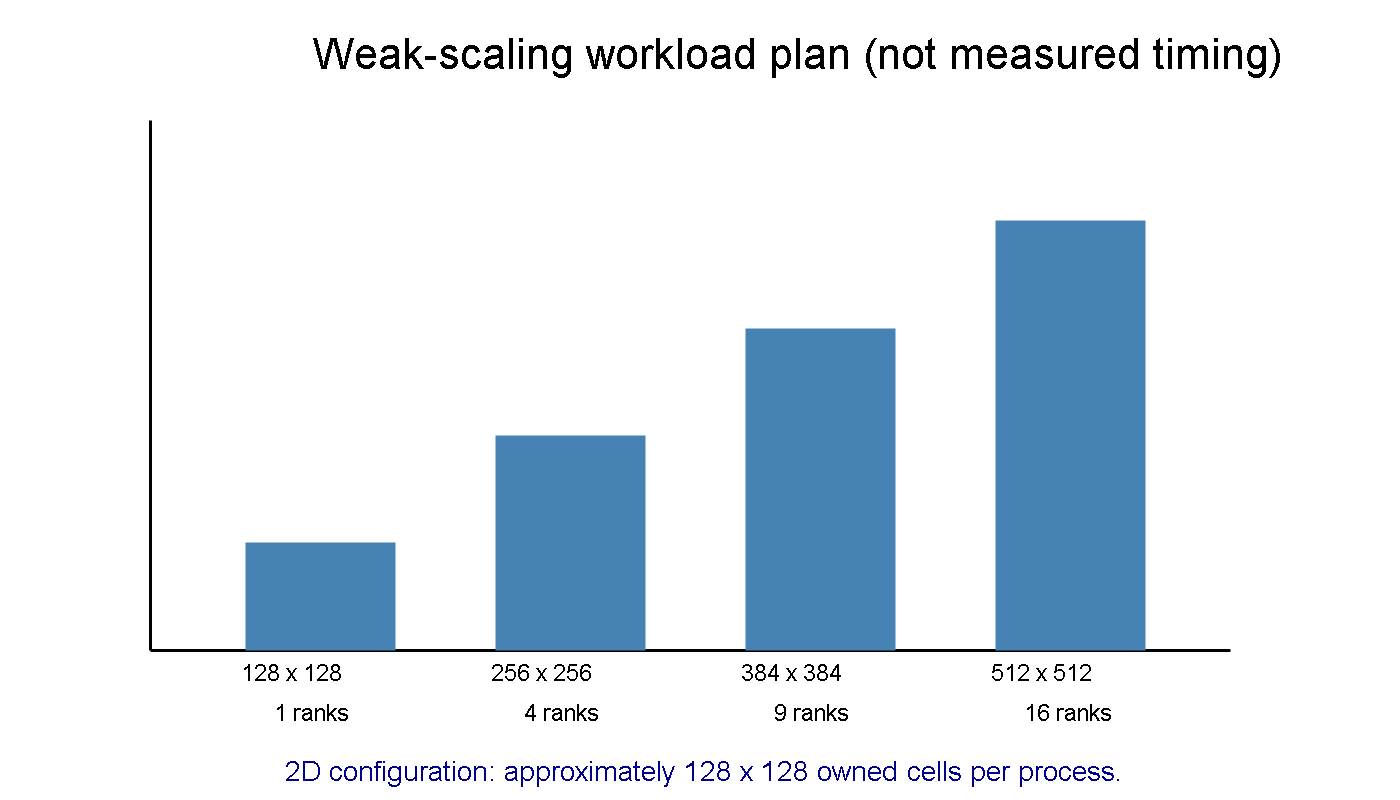 Weak-scaling workload plan (not measured timing)
128 x 128 256 x 256 384 x 384 512 x 512
1 ranks 4 ranks 9 ranks 16 ranks
2D configuration: approximately 128 x 128 owned cells per process.